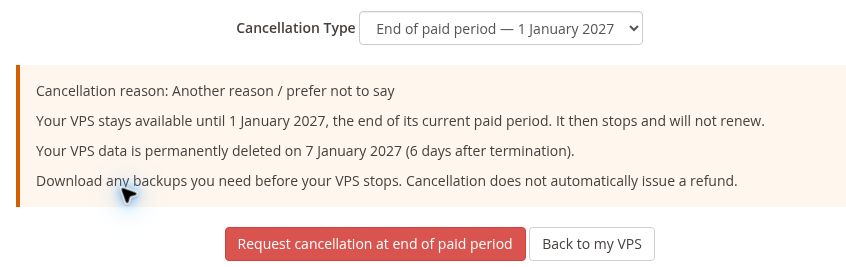 Cancellation Type End of paid period — 1 January 2027
Cancellation reason: Another reason / prefer not to say
Your VPS stays available until 1 January 2027, the end of its current paid period. It then stops and will not renew.
Your VPS data is permanently deleted on 7 January 2027 (6 days after termination).
Download any backups you need before your VPS stops. Cancellation does not automatically issue a refund.
Request cancellation at end of paid period Back to my VPS